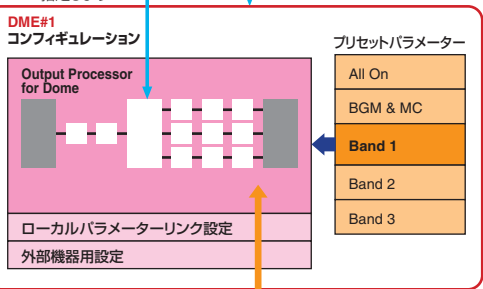 DME#1
コンフィギュレーション
プリセットパラメーター
Output Processor
for Dome
All On
BGM & MC
Band 1
Band 2
Band 3
ローカルパラメーターリンク設定
外部機器用設定